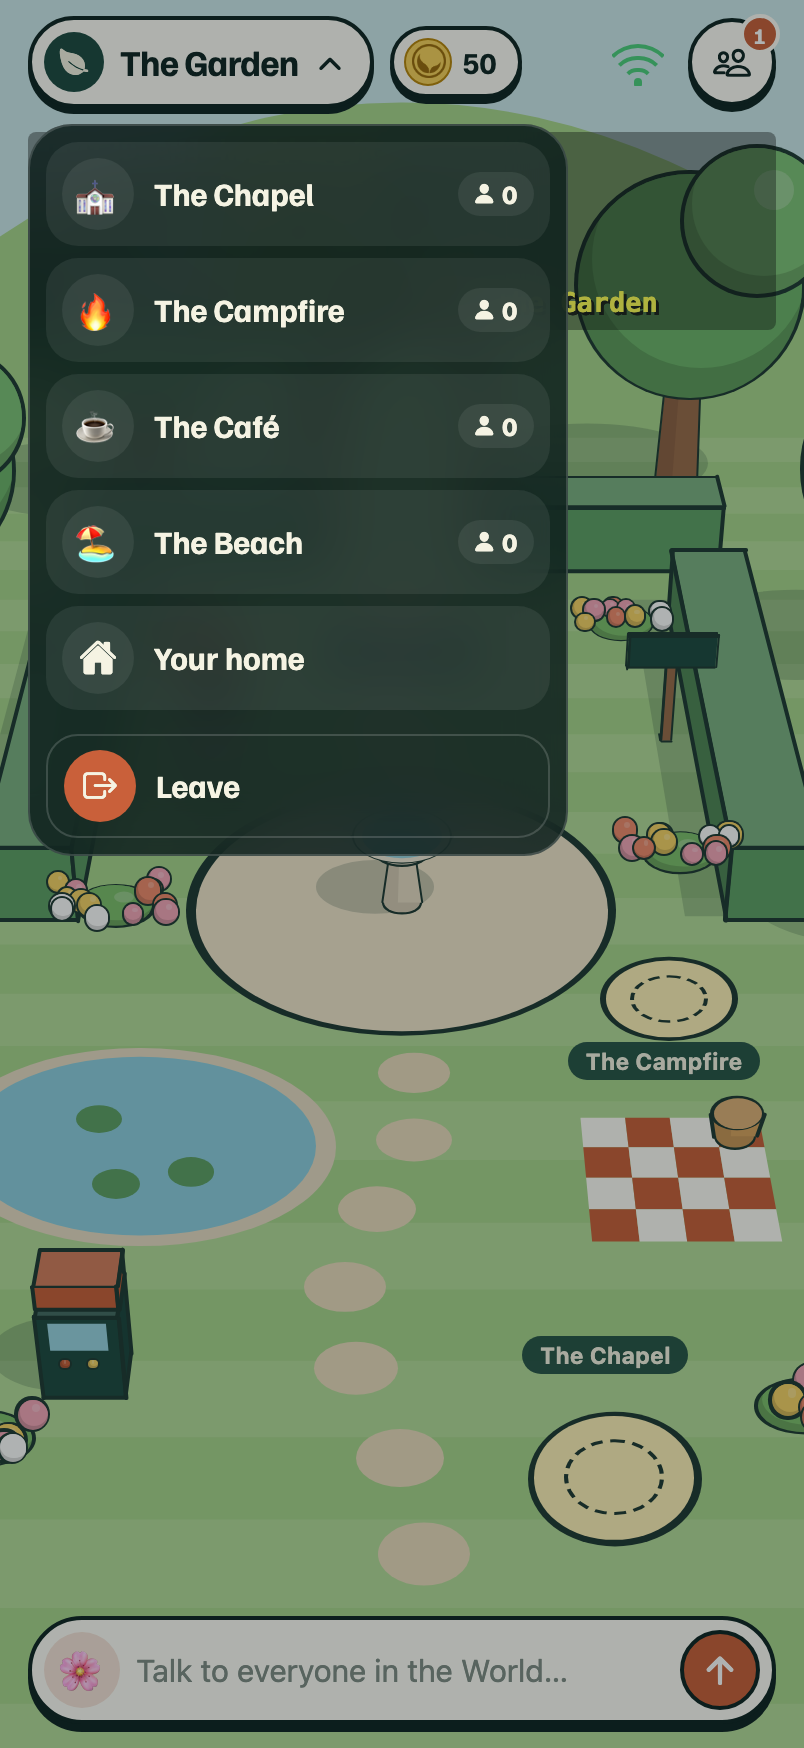 The Garden
50
1
The Chapel
0
The Campfire
0
Garden
The Café
0
The Beach
0
Your home
Leave
The Campfire
The Chapel
Talk to everyone in the World...